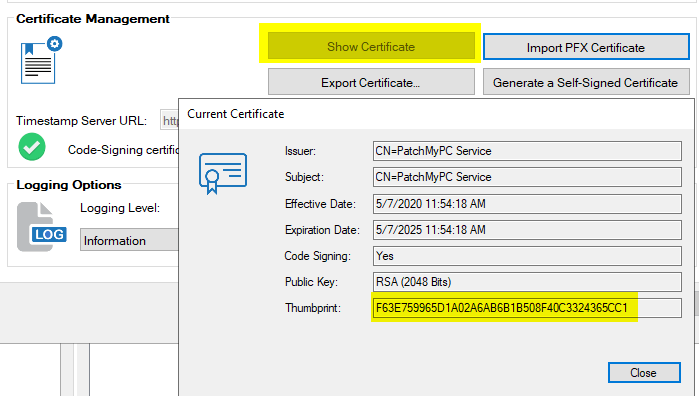 Certificate Management
Show Certificate
Import PFX Certificate
Export Certificate...
Generate a Self-Signed Certificate
Timestamp Server URL:
Code-Signing certific
Current Certificate
Issuer: CN=PatchMyPC Service
Subject: CN=PatchMyPC Service
Effective Date: 5/7/2020 11:54:18 AM
Expiration Date: 5/7/2025 11:54:18 AM
Code Signing: Yes
Public Key: RSA (2048 Bits)
Thumbprint: F63E759965D1A02A6AB6B1B508F40C3324365CC1
Close
Logging Options
LOG
Logging Level:
Information